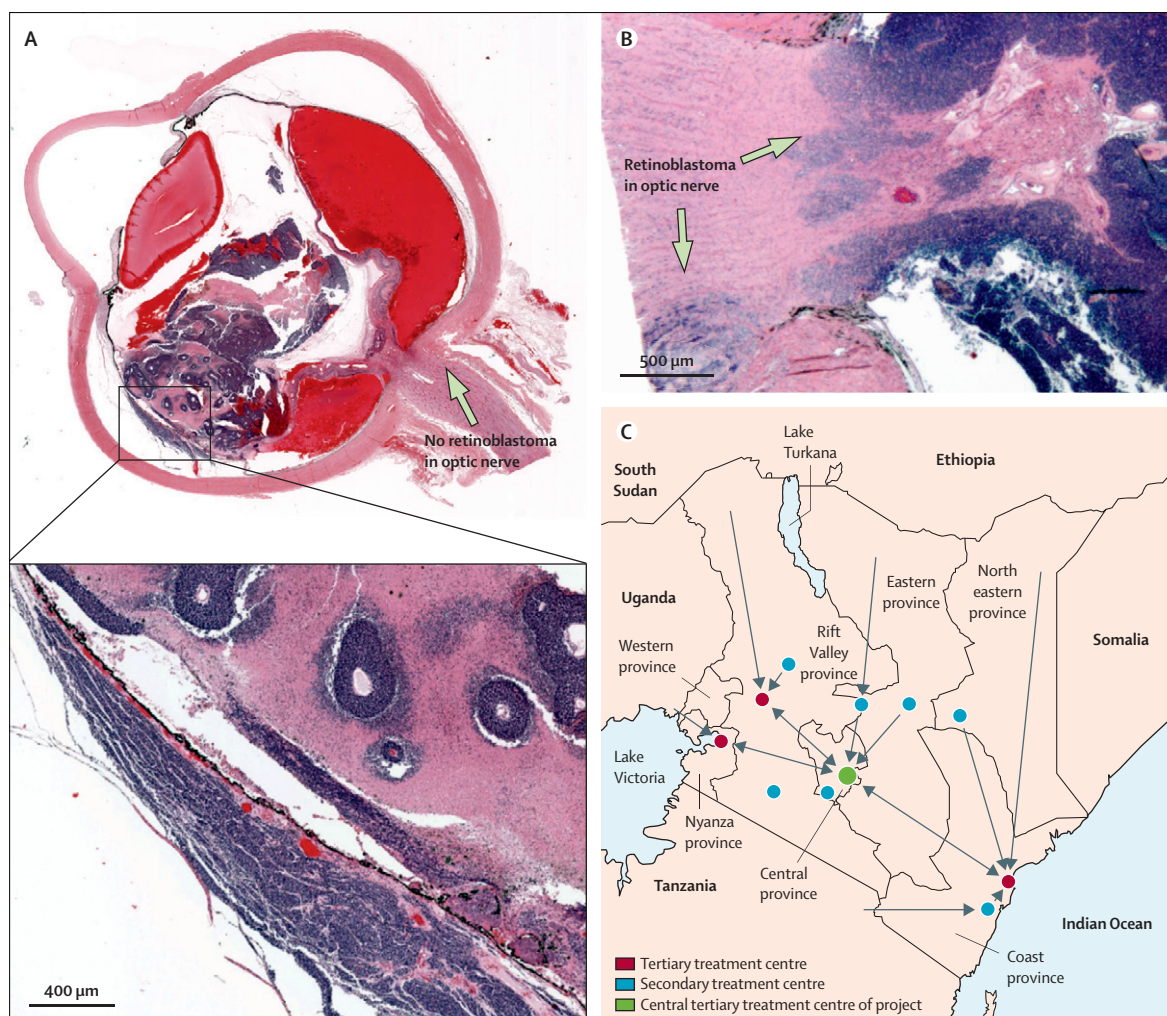 A
No retinoblastoma
in optic nerve
400 µm
B
Retinoblastoma
in optic nerve
500 µm
C
Lake
Turkana
South
Sudan
Ethiopia
Uganda
Eastern
province
North
eastern
province
Somalia
Western
province
Rift
Valley
province
Lake
Victoria
Nyanza
province
Central
province
Tanzania
Indian Ocean
Coast
province
Tertiary treatment centre
Secondary treatment centre
Central tertiary treatment centre of project